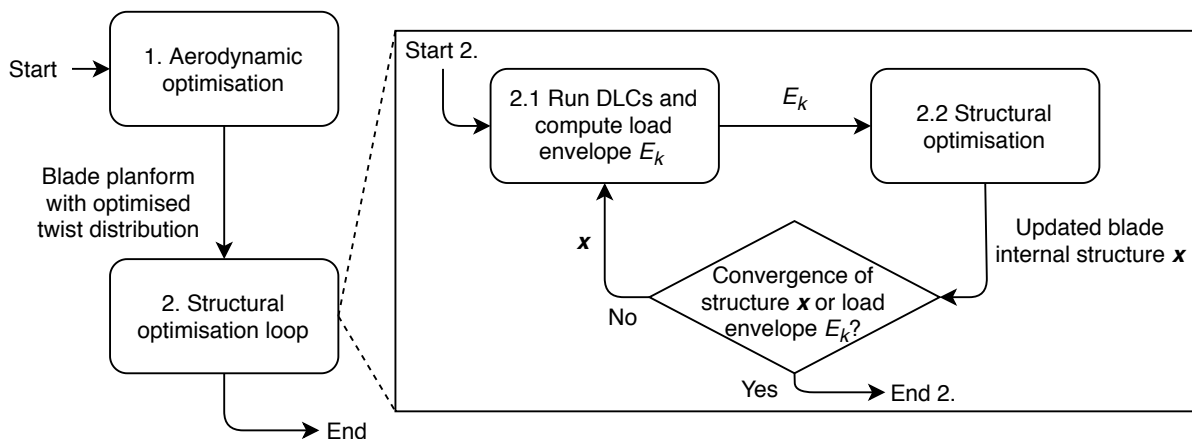 Start
1. Aerodynamic
optimisation
Blade planform
with optimised
twist distribution
2. Structural
optimisation loop
End
Start 2.
2.1 Run DLCs and
compute load
envelope E_k
E_k
2.2 Structural
optimisation
Updated blade
internal structure x
Convergence of
structure x or load
envelope E_k?
No
x
Yes
End 2.